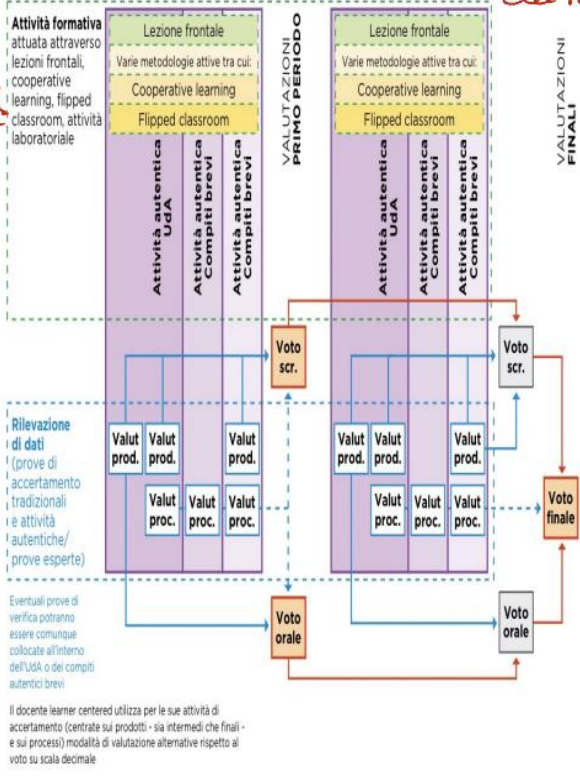 Attività formativa
attuata attraverso
lezioni frontali,
cooperative
learning, flipped
classroom, attività
laboratoriale
Lezione frontale
Varie metodologie attive tra cui:
Cooperative learning
Flipped classroom
Attività autentica
UdA
Attività autentica
Compiti brevi
Attività autentica
Compiti brevi
VALUTAZIONI
PRIMO PERIODO
Lezione frontale
Varie metodologie attive tra cui:
Cooperative learning
Flipped classroom
Attività autentica
UdA
Attività autentica
Compiti brevi
Attività autentica
Compiti brevi
VALUTAZIONI
FINALI
Voto
scr.
Voto
scr.
Rilevazione
di dati
(prove di
accertamento
tradizionali
e attività
autentiche/
prove esperte)
Valut
prod.
Valut
prod.
Valut
prod.
Valut
proc.
Valut
proc.
Valut
proc.
Valut
prod.
Valut
prod.
Valut
prod.
Valut
proc.
Valut
proc.
Valut
proc.
Voto
finale
Eventuali prove di
verifica potranno
essere comunque
collocate all'interno
dell'UdA o dei compiti
autentici brevi
Voto
orale
Voto
orale
Il docente learner centered utilizza per le sue attività di
accertamento (centrate sui prodotti - sia intermedi che finali -
e sui processi) modalità di valutazione alternative rispetto al
voto su scala decimale